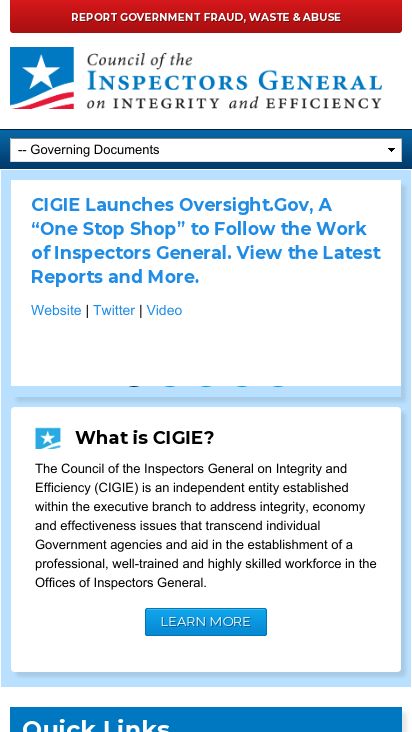 REPORT GOVERNMENT FRAUD, WASTE & ABUSE
Council of the
INSPECTORS GENERAL
on INTEGRITY and EFFICIENCY
-- Governing Documents
CIGIE Launches Oversight.Gov, A
“One Stop Shop” to Follow the Work
of Inspectors General. View the Latest
Reports and More.
Website | Twitter | Video
What is CIGIE?
The Council of the Inspectors General on Integrity and
Efficiency (CIGIE) is an independent entity established
within the executive branch to address integrity, economy
and effectiveness issues that transcend individual
Government agencies and aid in the establishment of a
professional, well-trained and highly skilled workforce in the
Offices of Inspectors General.
LEARN MORE
Quick Links